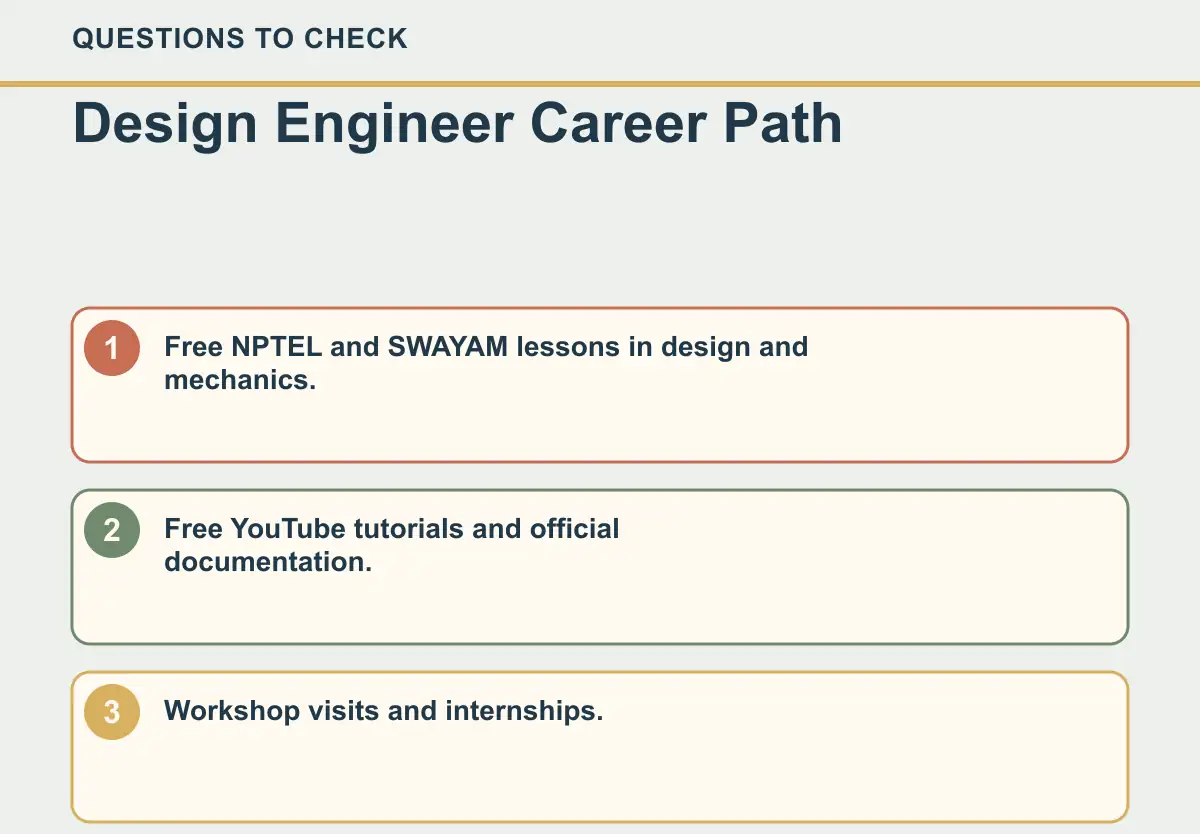 QUESTIONS TO CHECK
Design Engineer Career Path
1
Free NPTEL and SWAYAM lessons in design and
mechanics.
2
Free YouTube tutorials and official
documentation.
3
Workshop visits and internships.